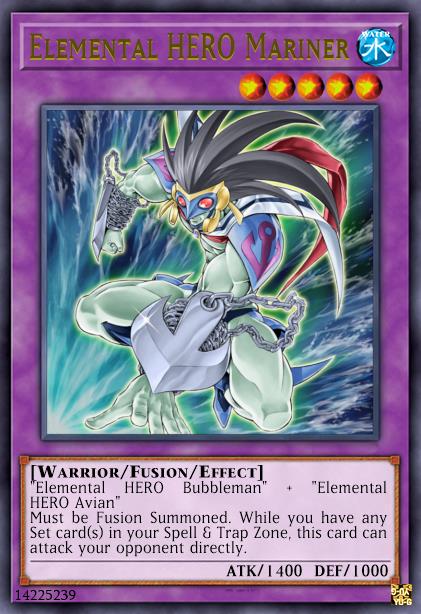 Elemental HERO Mariner
WATER
水
[Warrior/Fusion/Effect]
"Elemental HERO Bubbleman" + "Elemental
HERO Avian"
Must be Fusion Summoned. While you have any
Set card(s) in your Spell & Trap Zone, this card can
attack your opponent directly.
ATK/1400 DEF/1000
14225239